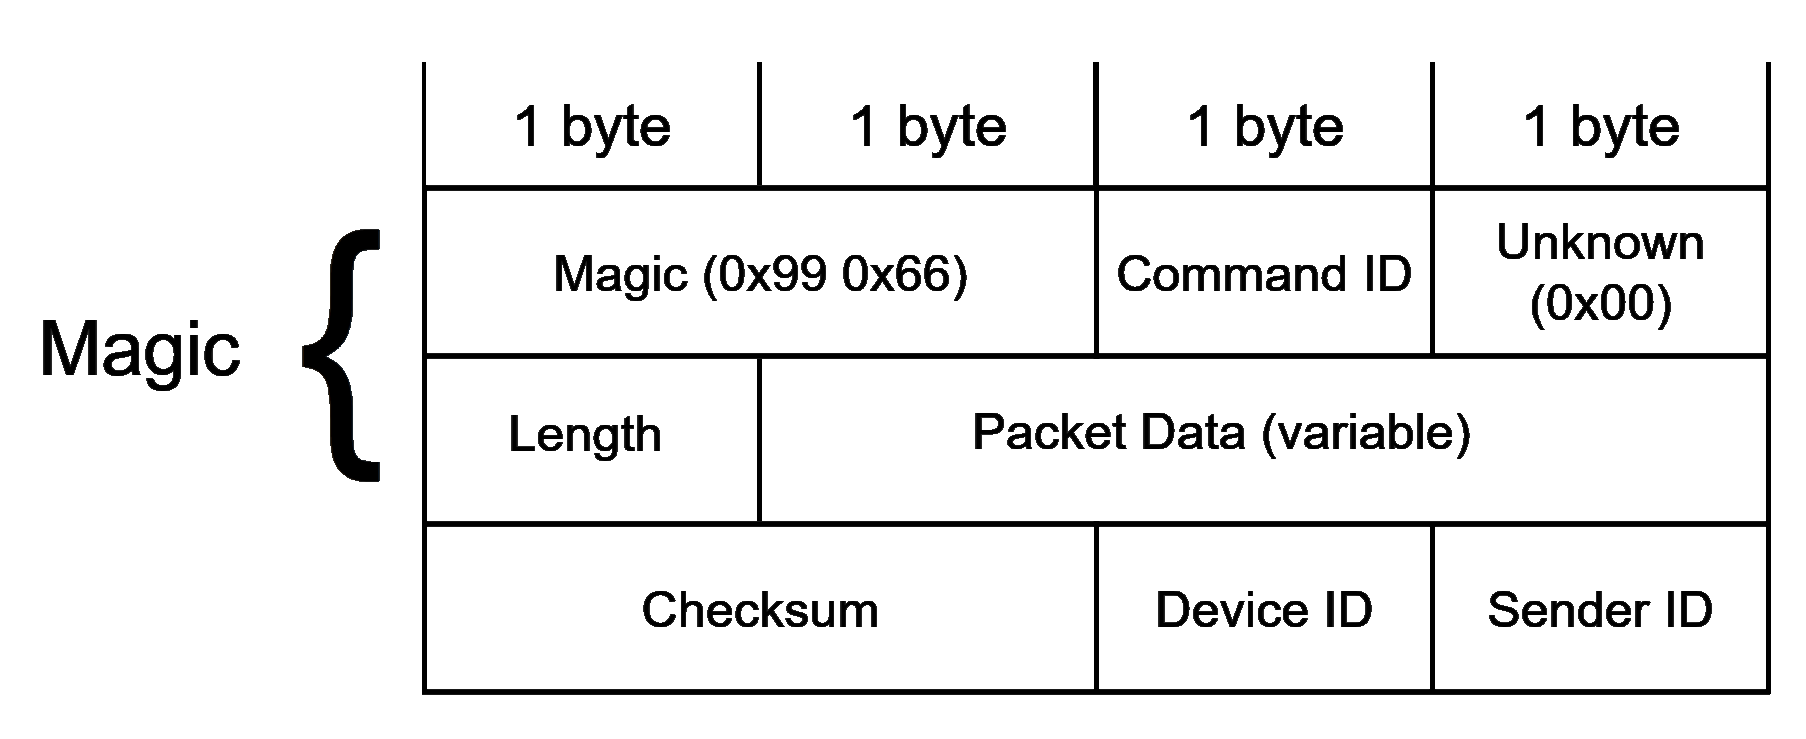 1 byte 1 byte 1 byte 1 byte
Magic (0x99 0x66) Command ID Unknown
(0x00)
Magic
Length Packet Data (variable)
Checksum Device ID Sender ID